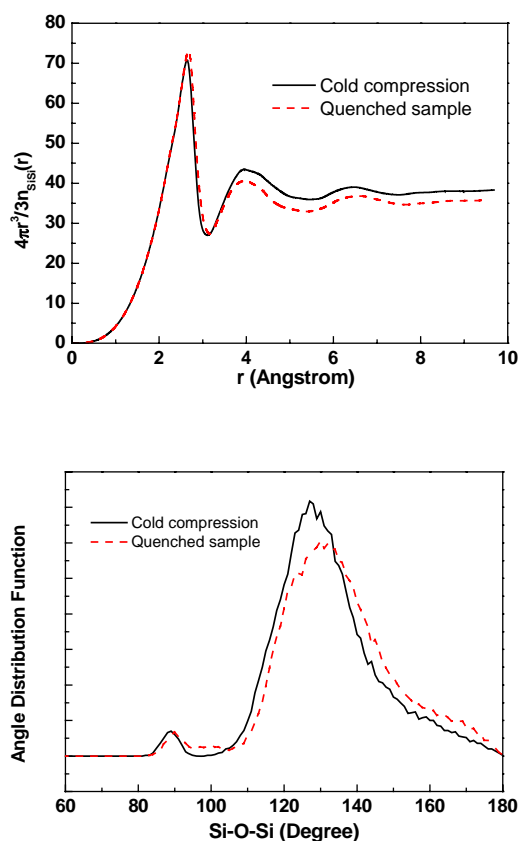 80
70
60
50
40
30
20
10
0
4πr³/3n_SiSi(r)
Cold compression
Quenched sample
0 2 4 6 8 10
r (Angstrom)
Angle Distribution Function
Cold compression
Quenched sample
60 80 100 120 140 160 180
Si-O-Si (Degree)